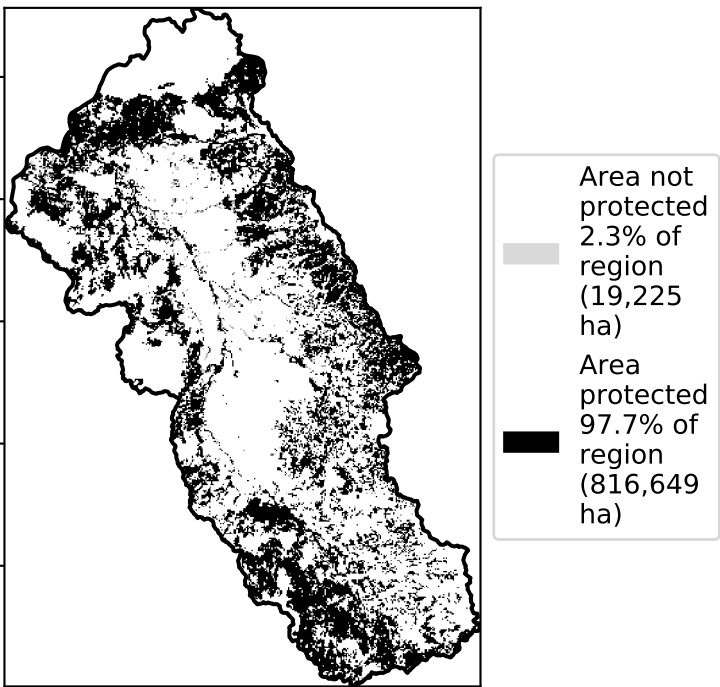 Area not
protected
2.3% of
region
(19,225
ha)
Area
protected
97.7% of
region
(816,649
ha)